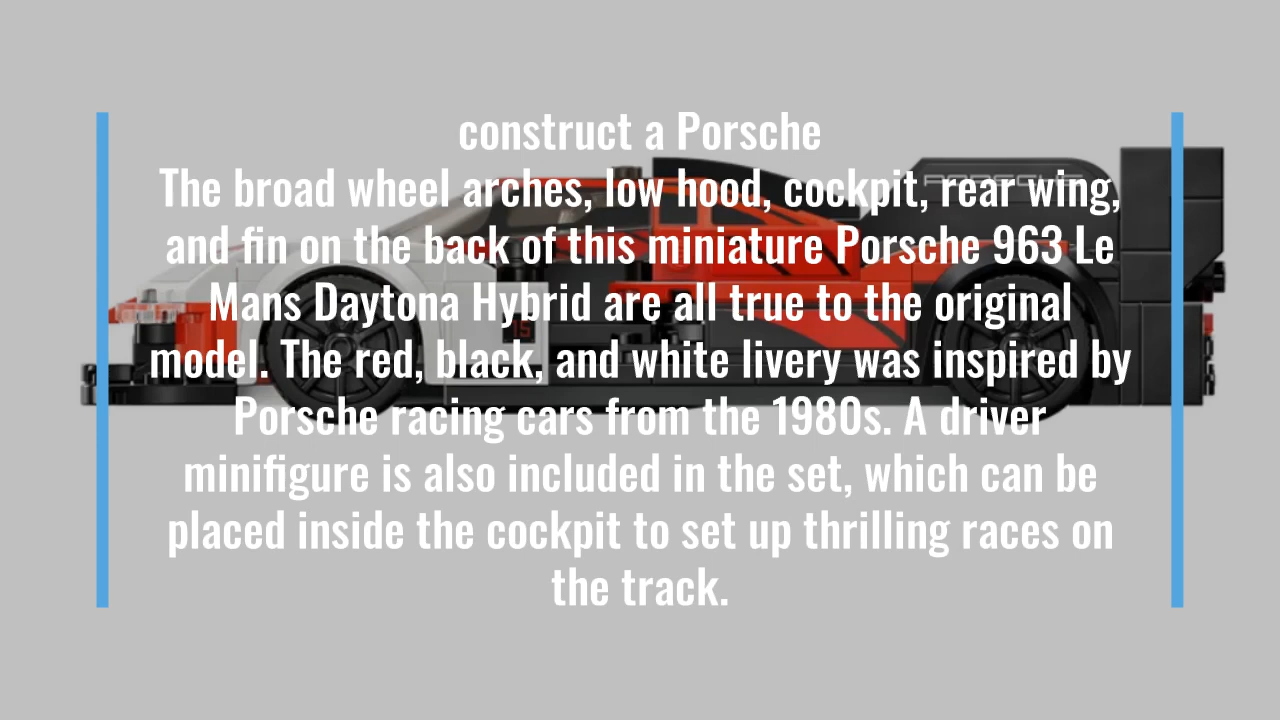 construct a Porsche
The broad wheel arches, low hood, cockpit, rear wing,
and fin on the back of this miniature Porsche 963 Le
Mans Daytona Hybrid are all true to the original
model. The red, black, and white livery was inspired by
Porsche racing cars from the 1980s. A driver
minifigure is also included in the set, which can be
placed inside the cockpit to set up thrilling races on
the track.
PORSCHE
15